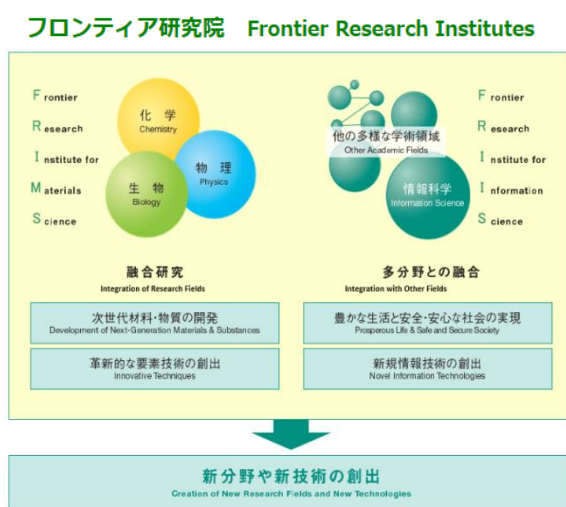 フロンティア研究院 Frontier Research Institutes
Frontier
Research
Institute for
Materials
Science
化学
Chemistry
物理
Physics
生物
Biology
他の多様な学術領域
Other Academic Fields
情報科学
Information Science
Frontier
Research
Institute for
Information
Science
融合研究
Integration of Research Fields
次世代材料・物質の開発
Development of Next-Generation Materials & Substances
革新的な要素技術の創出
Innovative Techniques
多分野との融合
Integration with Other Fields
豊かな生活と安全・安心な社会の実現
Prosperous Life & Safe and Secure Society
新規情報技術の創出
Novel Information Technologies
新分野や新技術の創出
Creation of New Research Fields and New Technologies